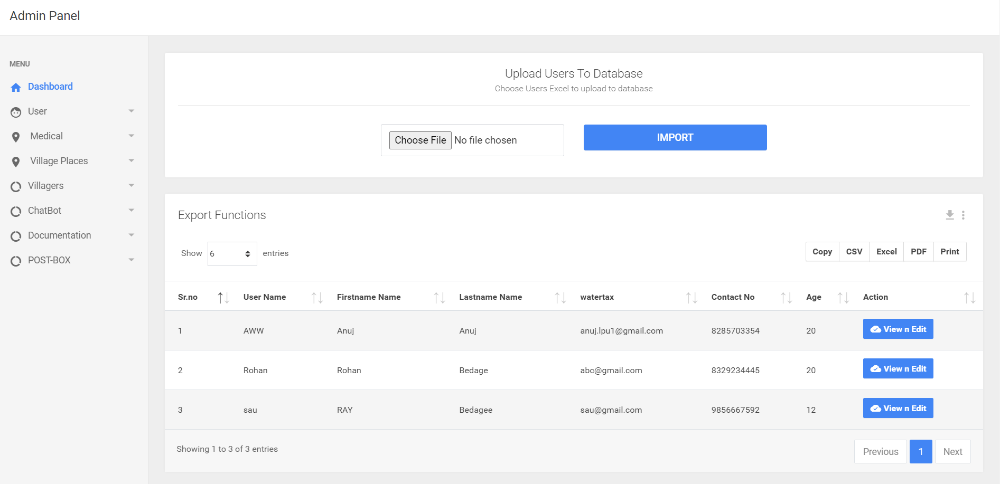 Admin Panel
MENU
Dashboard
User
Medical
Village Places
Villagers
ChatBot
Documentation
POST-BOX
Upload Users To Database
Choose Users Excel to upload to database
Choose File No file chosen
IMPORT
Export Functions
Show 6 entries
Copy CSV Excel PDF Print
Sr.no User Name Firstname Name Lastname Name watertax Contact No Age Action
1 AWW Anuj Anuj anuj.lpu1@gmail.com 8285703354 20 View n Edit
2 Rohan Rohan Bedage abc@gmail.com 8329234445 20 View n Edit
3 sau RAY Bedagee sau@gmail.com 9856667592 12 View n Edit
Showing 1 to 3 of 3 entries
Previous 1 Next